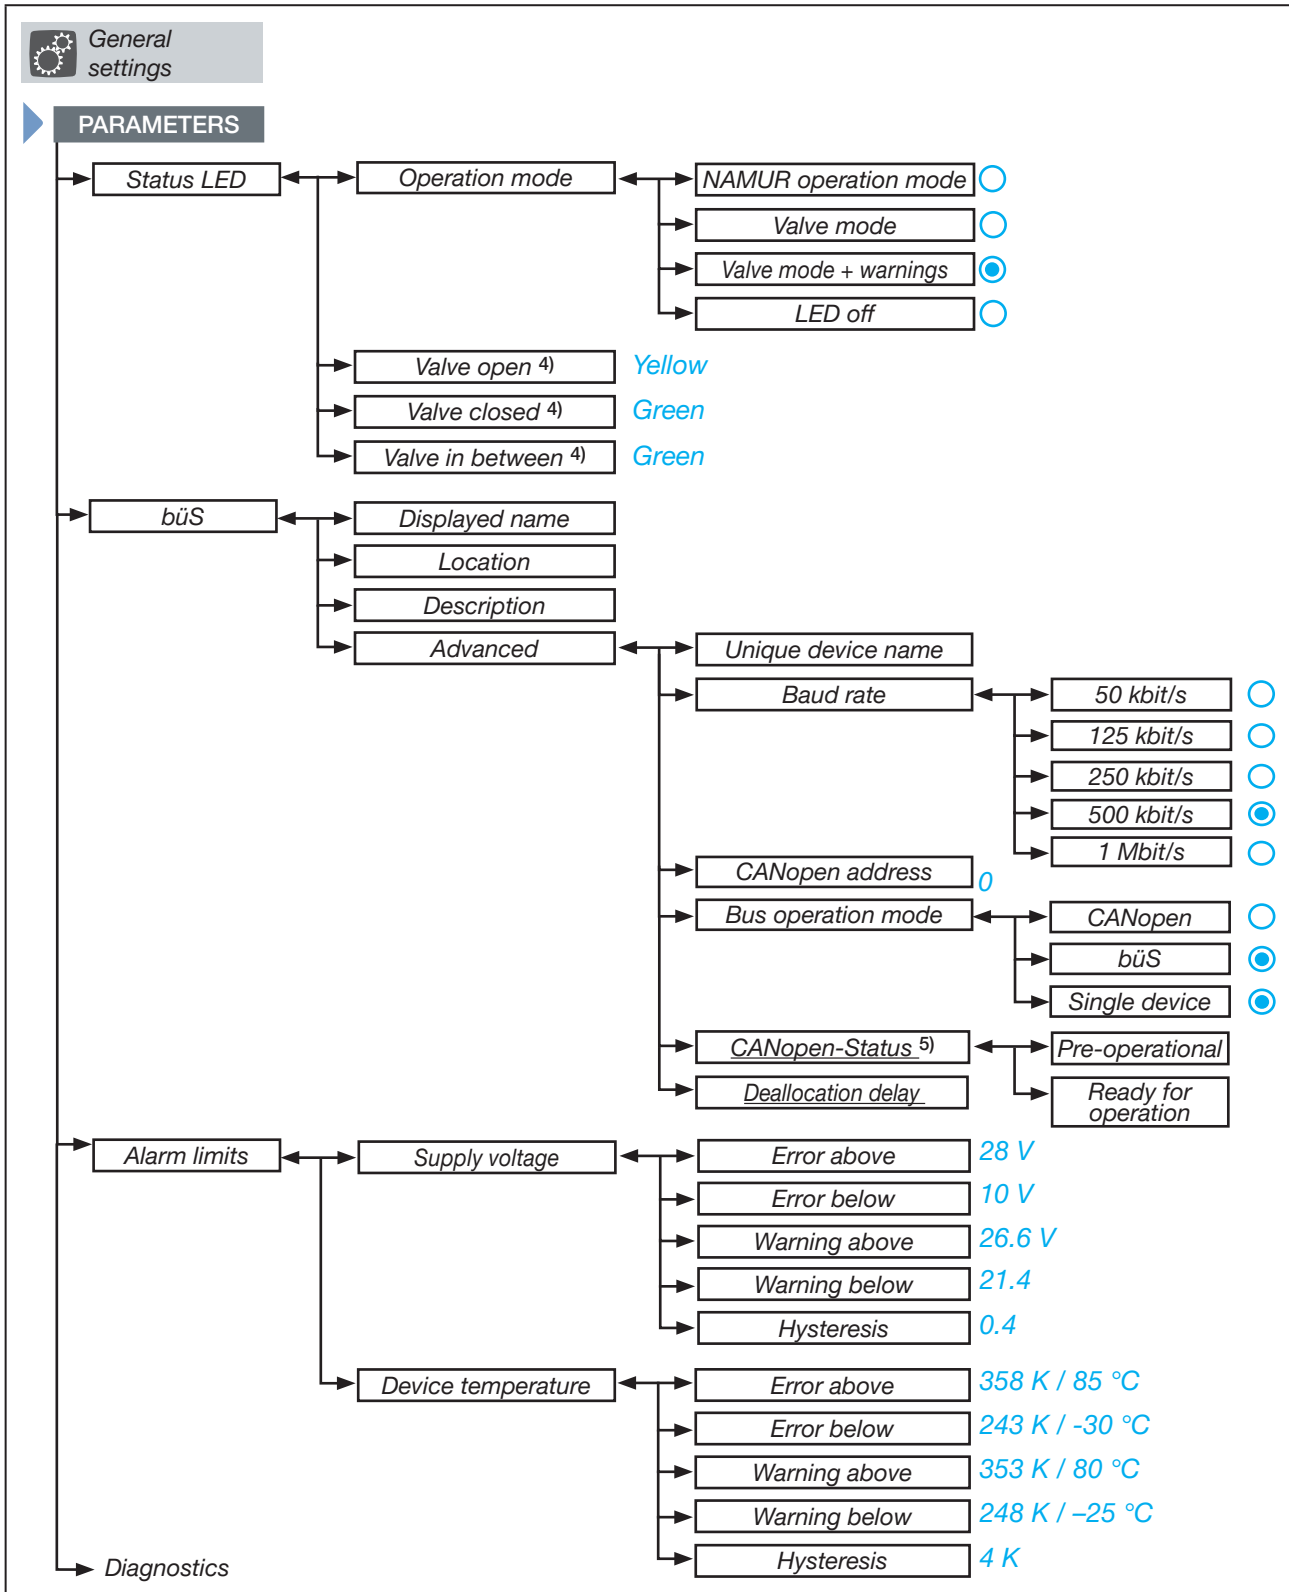 General
settings
PARAMETERS
Status LED
Operation mode
NAMUR operation mode
Valve mode
Valve mode + warnings
LED off
Valve open 4)
Yellow
Valve closed 4)
Green
Valve in between 4)
Green
büS
Displayed name
Location
Description
Advanced
Unique device name
Baud rate
50 kbit/s
125 kbit/s
250 kbit/s
500 kbit/s
1 Mbit/s
CANopen address
0
Bus operation mode
CANopen
büS
Single device
CANopen-Status 5)
Pre-operational
Ready for
operation
Deallocation delay
Alarm limits
Supply voltage
Error above
28 V
Error below
10 V
Warning above
26.6 V
Warning below
21.4
Hysteresis
0.4
Device temperature
Error above
358 K / 85 °C
Error below
243 K / -30 °C
Warning above
353 K / 80 °C
Warning below
248 K / –25 °C
Hysteresis
4 K
Diagnostics